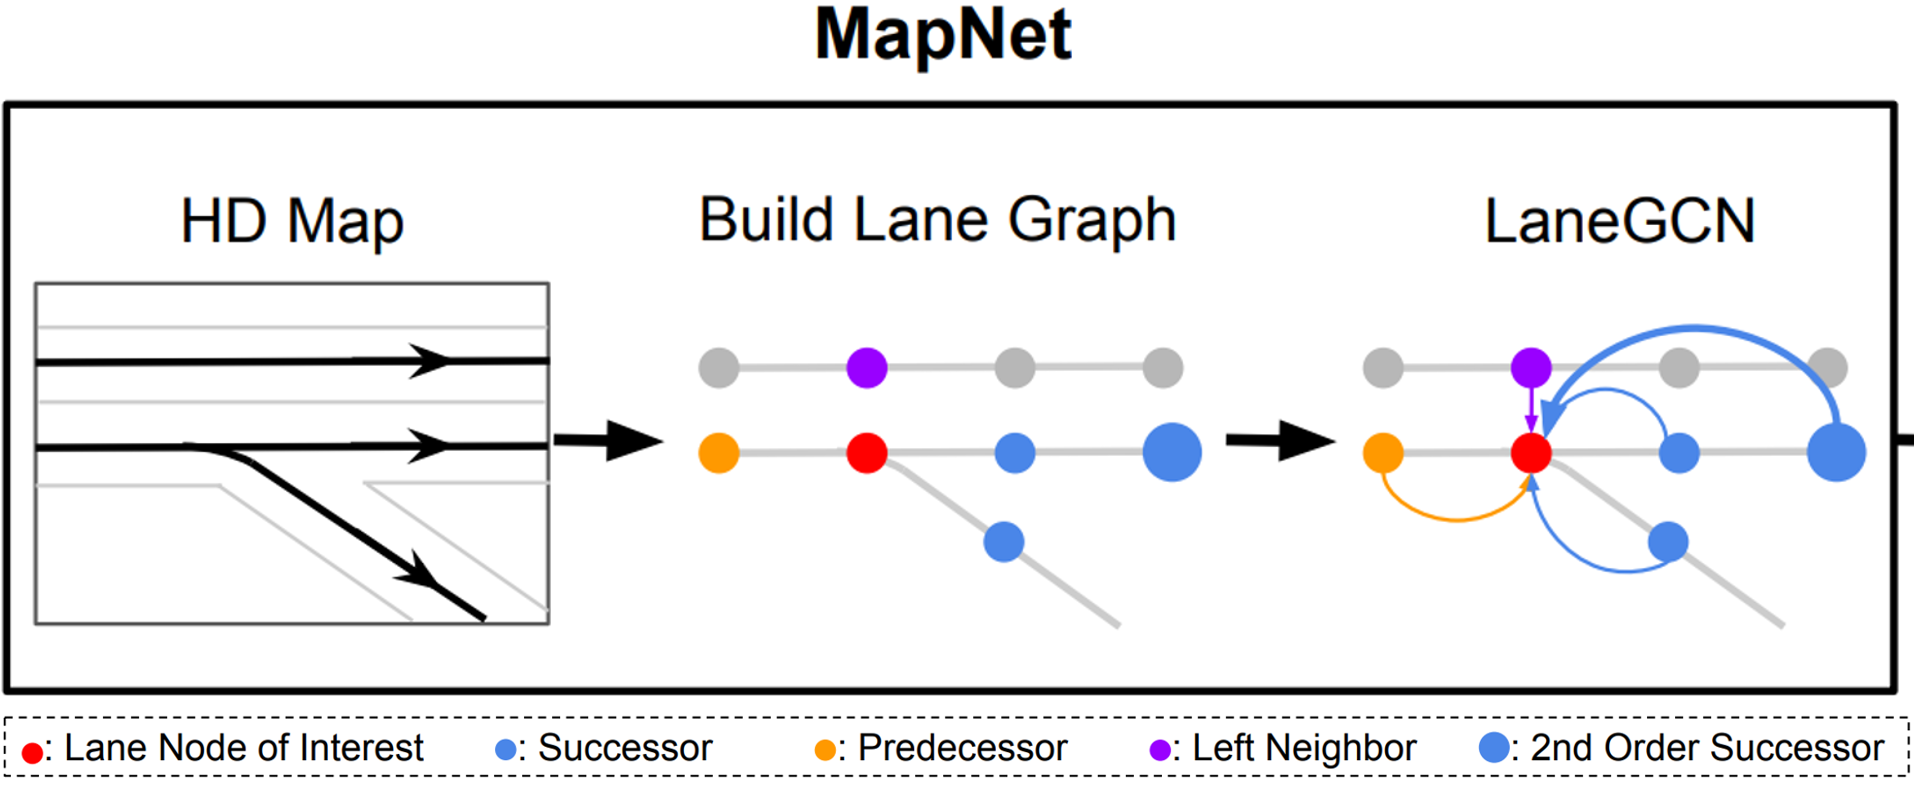 MapNet
HD Map
Build Lane Graph
LaneGCN
: Lane Node of Interest
: Successor
: Predecessor
: Left Neighbor
: 2nd Order Successor